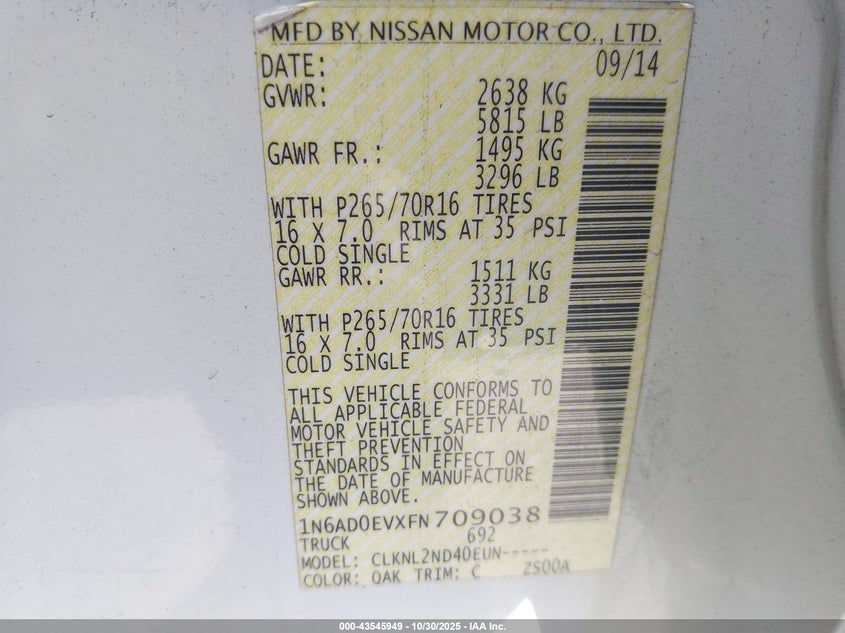 MFD BY NISSAN MOTOR CO., LTD.
DATE: 09/14
GVWR: 2638 KG
5815 LB
GAWR FR.: 1495 KG
3296 LB
WITH P265/70R16 TIRES
16 X 7.0 RIMS AT 35 PSI
COLD SINGLE
GAWR RR.: 1511 KG
3331 LB
WITH P265/70R16 TIRES
16 X 7.0 RIMS AT 35 PSI
COLD SINGLE
THIS VEHICLE CONFORMS TO
ALL APPLICABLE FEDERAL
MOTOR VEHICLE SAFETY AND
THEFT PREVENTION
STANDARDS IN EFFECT ON
THE DATE OF MANUFACTURE
SHOWN ABOVE.
1N6AD0EVXFN 709038
TRUCK 692
MODEL: CLKNL2ND40EUN-----
COLOR: QAK TRIM: C ZS00A
000-43545949 - 10/30/2025 - IAA Inc.